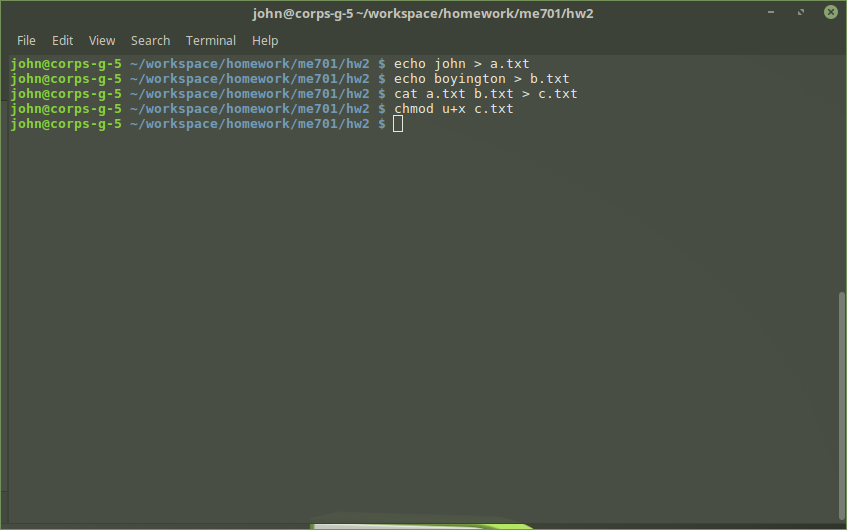 john@corps-g-5 ~/workspace/homework/me701/hw2
File Edit View Search Terminal Help
john@corps-g-5 ~/workspace/homework/me701/hw2 $ echo john > a.txt
john@corps-g-5 ~/workspace/homework/me701/hw2 $ echo boyington > b.txt
john@corps-g-5 ~/workspace/homework/me701/hw2 $ cat a.txt b.txt > c.txt
john@corps-g-5 ~/workspace/homework/me701/hw2 $ chmod u+x c.txt
john@corps-g-5 ~/workspace/homework/me701/hw2 $